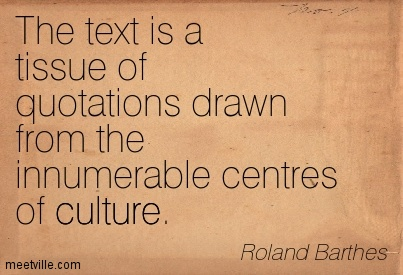 The text is a
tissue of
quotations drawn
from the
innumerable centres
of culture.
Roland Barthes
meetville.com